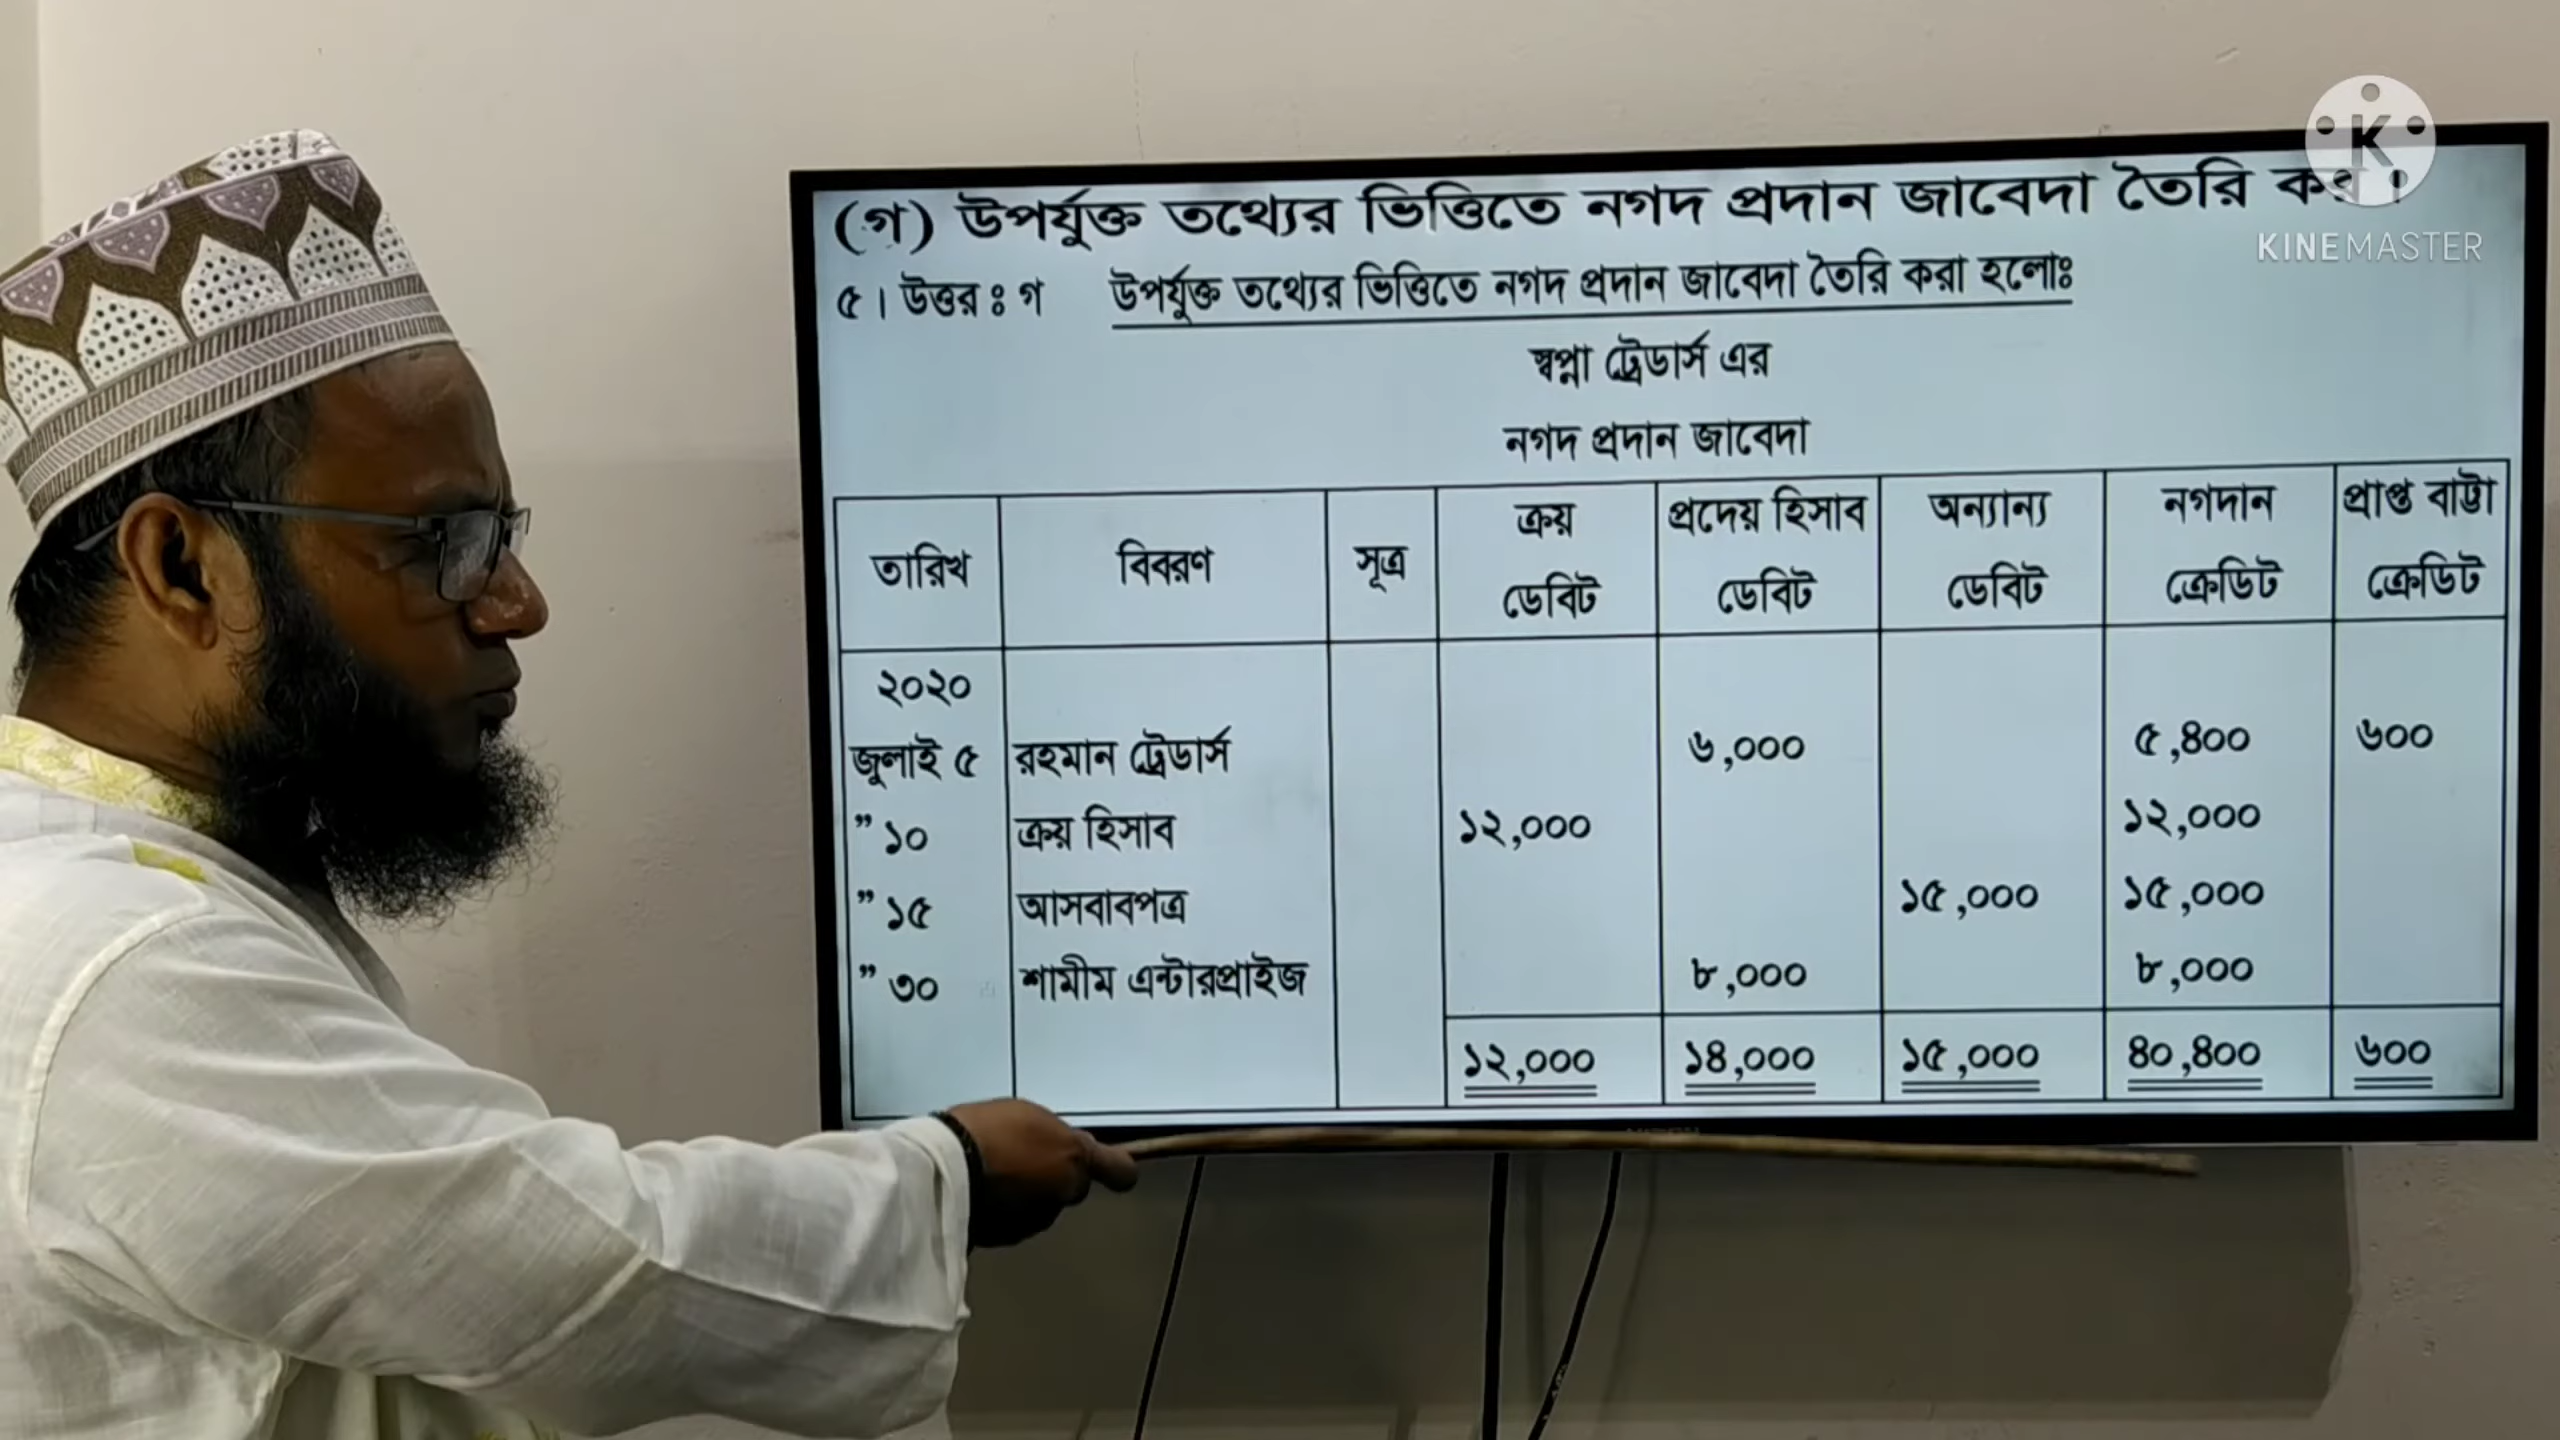 (গ) উপর্যুক্ত তথ্যের ভিত্তিতে নগদ প্রদান জাবেদা তৈরি কর।
KINEMASTER
৫। উত্তর ঃ গ উপর্যুক্ত তথ্যের ভিত্তিতে নগদ প্রদান জাবেদা তৈরি করা হলোঃ
স্বপ্না ট্রেডার্স এর
নগদ প্রদান জাবেদা
তারিখ বিবরণ সূত্র ক্রয় ডেবিট প্রদেয় হিসাব ডেবিট অন্যান্য ডেবিট নগদান ক্রেডিট প্রাপ্ত বাট্টা ক্রেডিট
২০২০
জুলাই ৫ রহমান ট্রেডার্স ৬,০০০ ৫,৪০০ ৬০০
” ১০ ক্রয় হিসাব ১২,০০০ ১২,০০০
” ১৫ আসবাবপত্র ১৫,০০০ ১৫,০০০
” ৩০ শামীম এন্টারপ্রাইজ ৮,০০০ ৮,০০০
১২,০০০ ১৪,০০০ ১৫,০০০ ৪০,৪০০ ৬০০